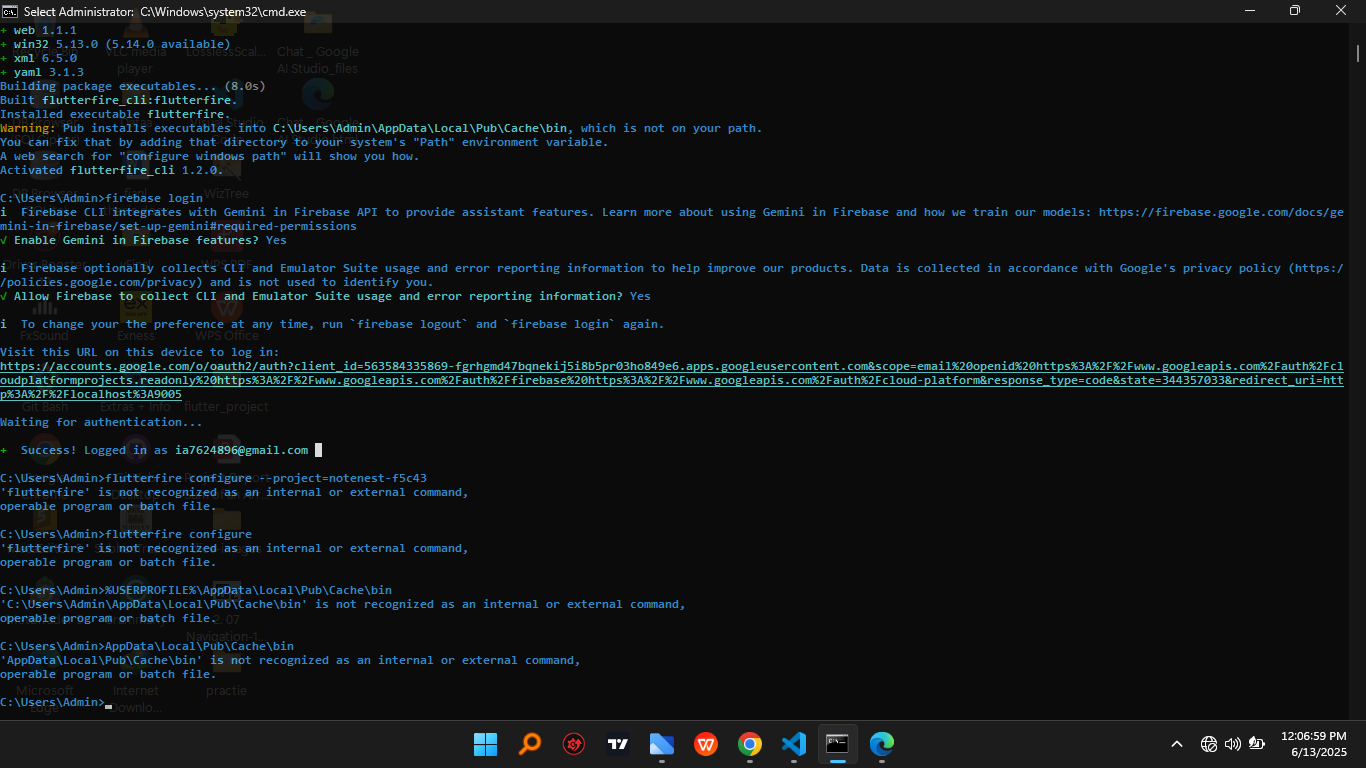 Select Administrator: C:\Windows\system32\cmd.exe
+ web 1.1.1
+ win32 5.13.0 (5.14.0 available)
+ xml 6.5.0
+ yaml 3.1.3
Building package executables... (8.0s)
Built flutterfire_cli:flutterfire.
Installed executable flutterfire.
Warning: Pub installs executables into C:\Users\Admin\AppData\Local\Pub\Cache\bin, which is not on your path.
You can fix that by adding that directory to your system's "Path" environment variable.
A web search for "configure windows path" will show you how.
Activated flutterfire_cli 1.2.0.
C:\Users\Admin>firebase login
i  Firebase CLI integrates with Gemini in Firebase API to provide assistant features. Learn more about using Gemini in Firebase and how we train our models: https://firebase.google.com/docs/ge
mini-in-firebase/set-up-gemini#required-permissions
√ Enable Gemini in Firebase features? Yes
i  Firebase optionally collects CLI and Emulator Suite usage and error reporting information to help improve our products. Data is collected in accordance with Google's privacy policy (https:/
/policies.google.com/privacy) and is not used to identify you.
√ Allow Firebase to collect CLI and Emulator Suite usage and error reporting information? Yes
i  To change your the preference at any time, run `firebase logout` and `firebase login` again.
Visit this URL on this device to log in:
https://accounts.google.com/o/oauth2/auth?client_id=563584335869-fgrhgmd47bqnekij5i8b5pr03ho849e6.apps.googleusercontent.com&scope=email%20openid%20https%3A%2F%2Fwww.googleapis.com%2Fauth%2Fcl
oudplatformprojects.readonly%20https%3A%2F%2Fwww.googleapis.com%2Fauth%2Ffirebase%20https%3A%2F%2Fwww.googleapis.com%2Fauth%2Fcloud-platform&response_type=code&state=344357033&redirect_uri=htt
p%3A%2F%2Flocalhost%3A9005
Waiting for authentication...
+  Success! Logged in as ia7624896@gmail.com
C:\Users\Admin>flutterfire configure --project=notenest-f5c43
'flutterfire' is not recognized as an internal or external command,
operable program or batch file.
C:\Users\Admin>flutterfire configure
'flutterfire' is not recognized as an internal or external command,
operable program or batch file.
C:\Users\Admin>%USERPROFILE%\AppData\Local\Pub\Cache\bin
'C:\Users\Admin\AppData\Local\Pub\Cache\bin' is not recognized as an internal or external command,
operable program or batch file.
C:\Users\Admin>AppData\Local\Pub\Cache\bin
'AppData\Local\Pub\Cache\bin' is not recognized as an internal or external command,
operable program or batch file.
C:\Users\Admin>
12:06:59 PM
6/13/2025